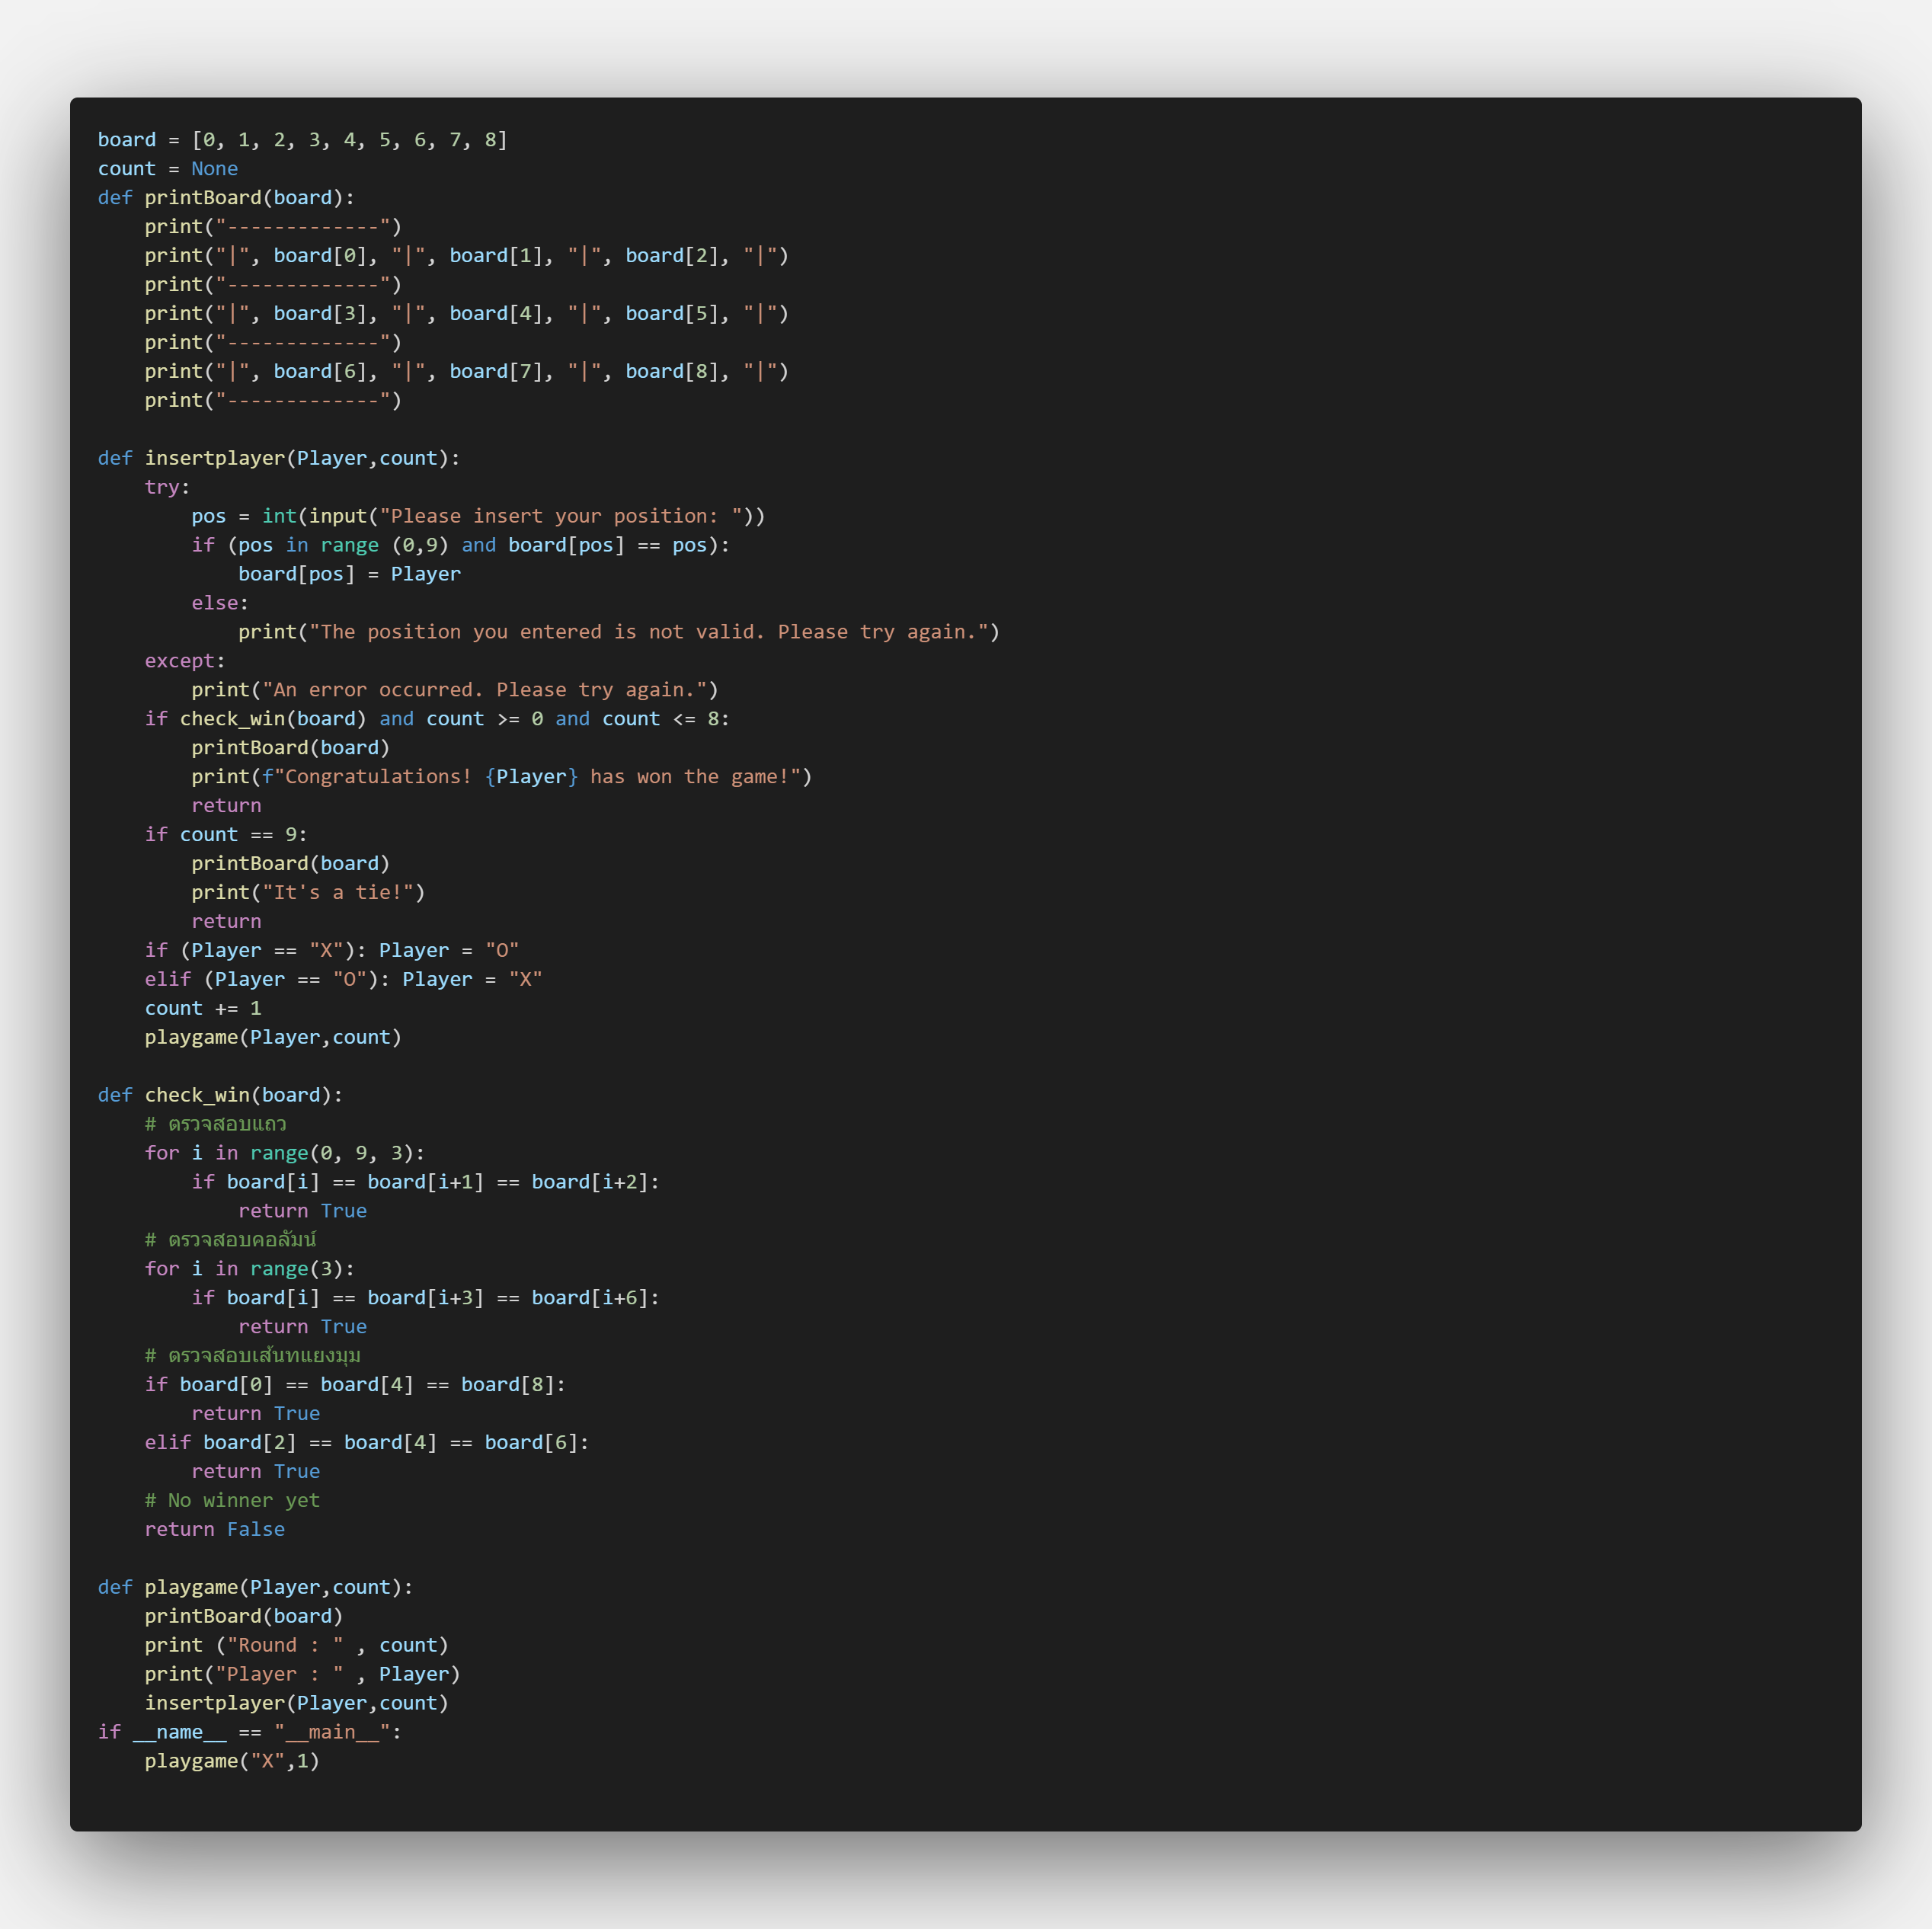 board = [0, 1, 2, 3, 4, 5, 6, 7, 8]
count = None
def printBoard(board):
    print("-------------")
    print("|", board[0], "|", board[1], "|", board[2], "|")
    print("-------------")
    print("|", board[3], "|", board[4], "|", board[5], "|")
    print("-------------")
    print("|", board[6], "|", board[7], "|", board[8], "|")
    print("-------------")

def insertplayer(Player,count):
    try:
        pos = int(input("Please insert your position: "))
        if (pos in range (0,9) and board[pos] == pos):
            board[pos] = Player
        else:
            print("The position you entered is not valid. Please try again.")
    except:
        print("An error occurred. Please try again.")
    if check_win(board) and count >= 0 and count <= 8:
        printBoard(board)
        print(f"Congratulations! {Player} has won the game!")
        return
    if count == 9:
        printBoard(board)
        print("It's a tie!")
        return
    if (Player == "X"): Player = "O"
    elif (Player == "O"): Player = "X"
    count += 1
    playgame(Player,count)

def check_win(board):
    # ตรวจสอบแถว
    for i in range(0, 9, 3):
        if board[i] == board[i+1] == board[i+2]:
            return True
    # ตรวจสอบคอลัมน์
    for i in range(3):
        if board[i] == board[i+3] == board[i+6]:
            return True
    # ตรวจสอบเส้นทแยงมุม
    if board[0] == board[4] == board[8]:
        return True
    elif board[2] == board[4] == board[6]:
        return True
    # No winner yet
    return False

def playgame(Player,count):
    printBoard(board)
    print ("Round : " , count)
    print("Player : " , Player)
    insertplayer(Player,count)
if __name__ == "__main__":
    playgame("X",1)